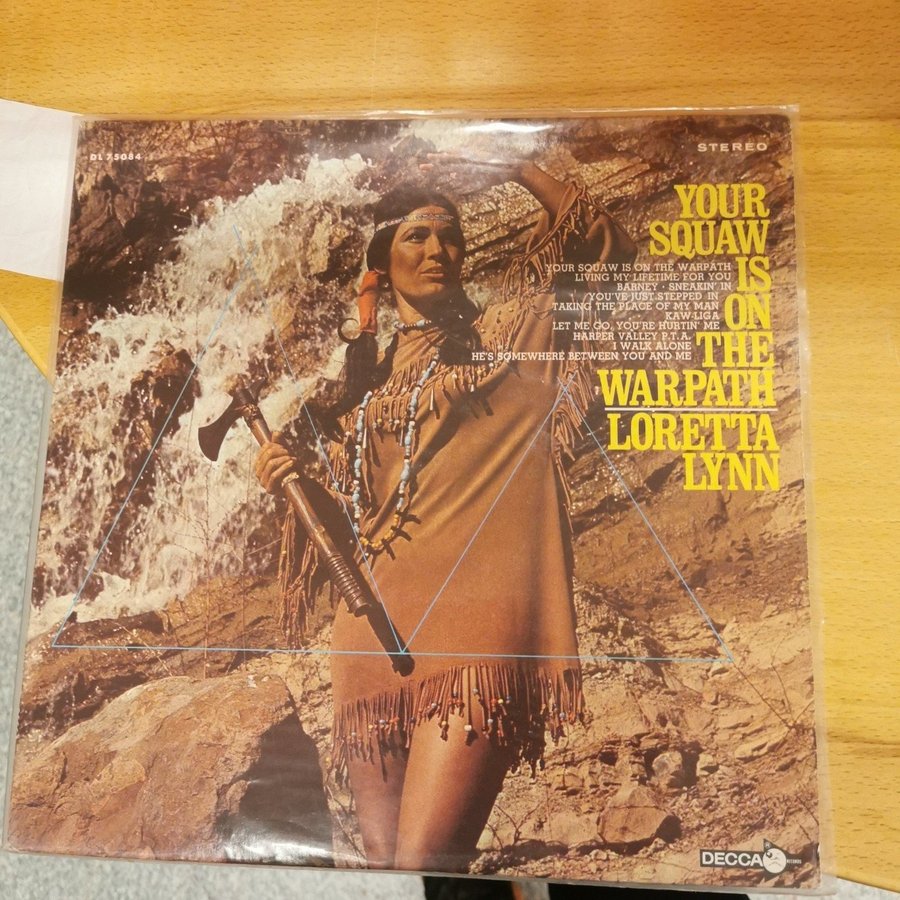 DL 75084
STEREO
YOUR
SQUAW
IS
ON
THE
WARPATH
LORETTA
LYNN
YOUR SQUAW IS ON THE WARPATH
LIVING MY LIFETIME FOR YOU
BARNEY · SNEAKIN' IN
YOU'VE JUST STEPPED IN
TAKING THE PLACE OF MY MAN
KAW-LIGA
LET ME GO, YOU'RE HURTIN' ME
HARPER VALLEY P.T.A.
I WALK ALONE
HE'S SOMEWHERE BETWEEN YOU AND ME
DECCA RECORDS